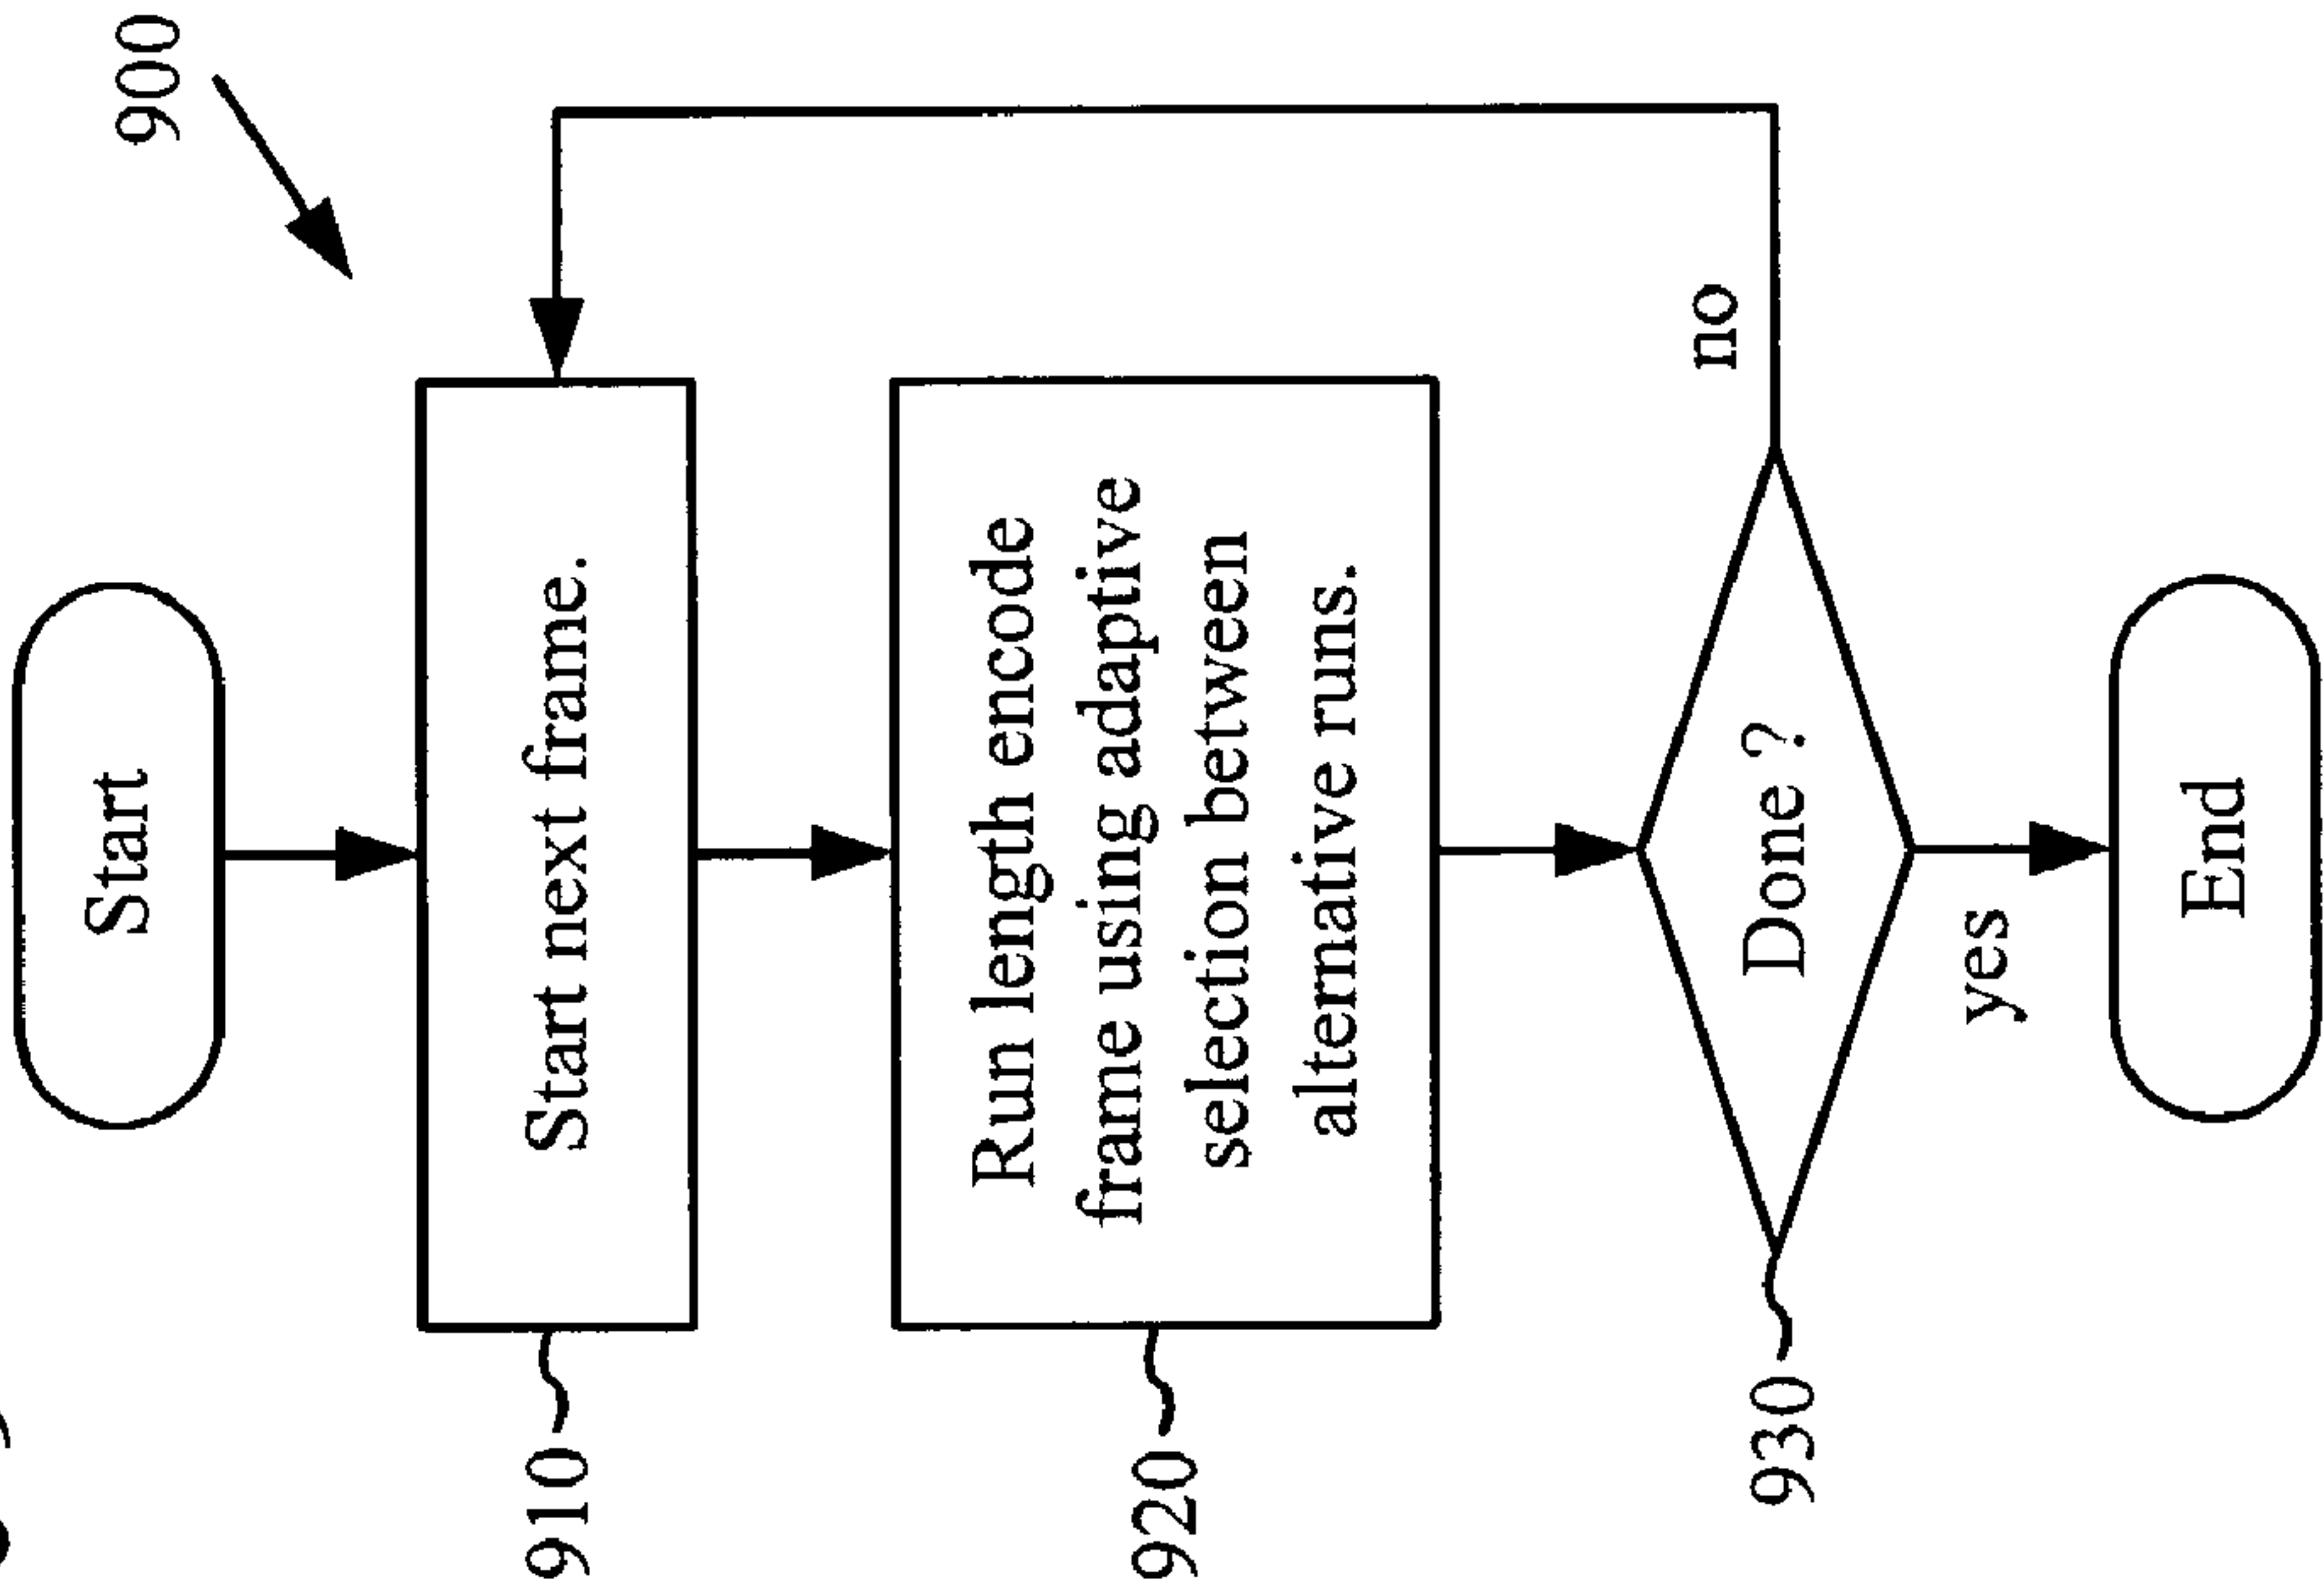 900
Start
910
Start next frame.
920
Run length encode
frame using adaptive
selection between
alternative runs.
930
Done ?
no
yes
End